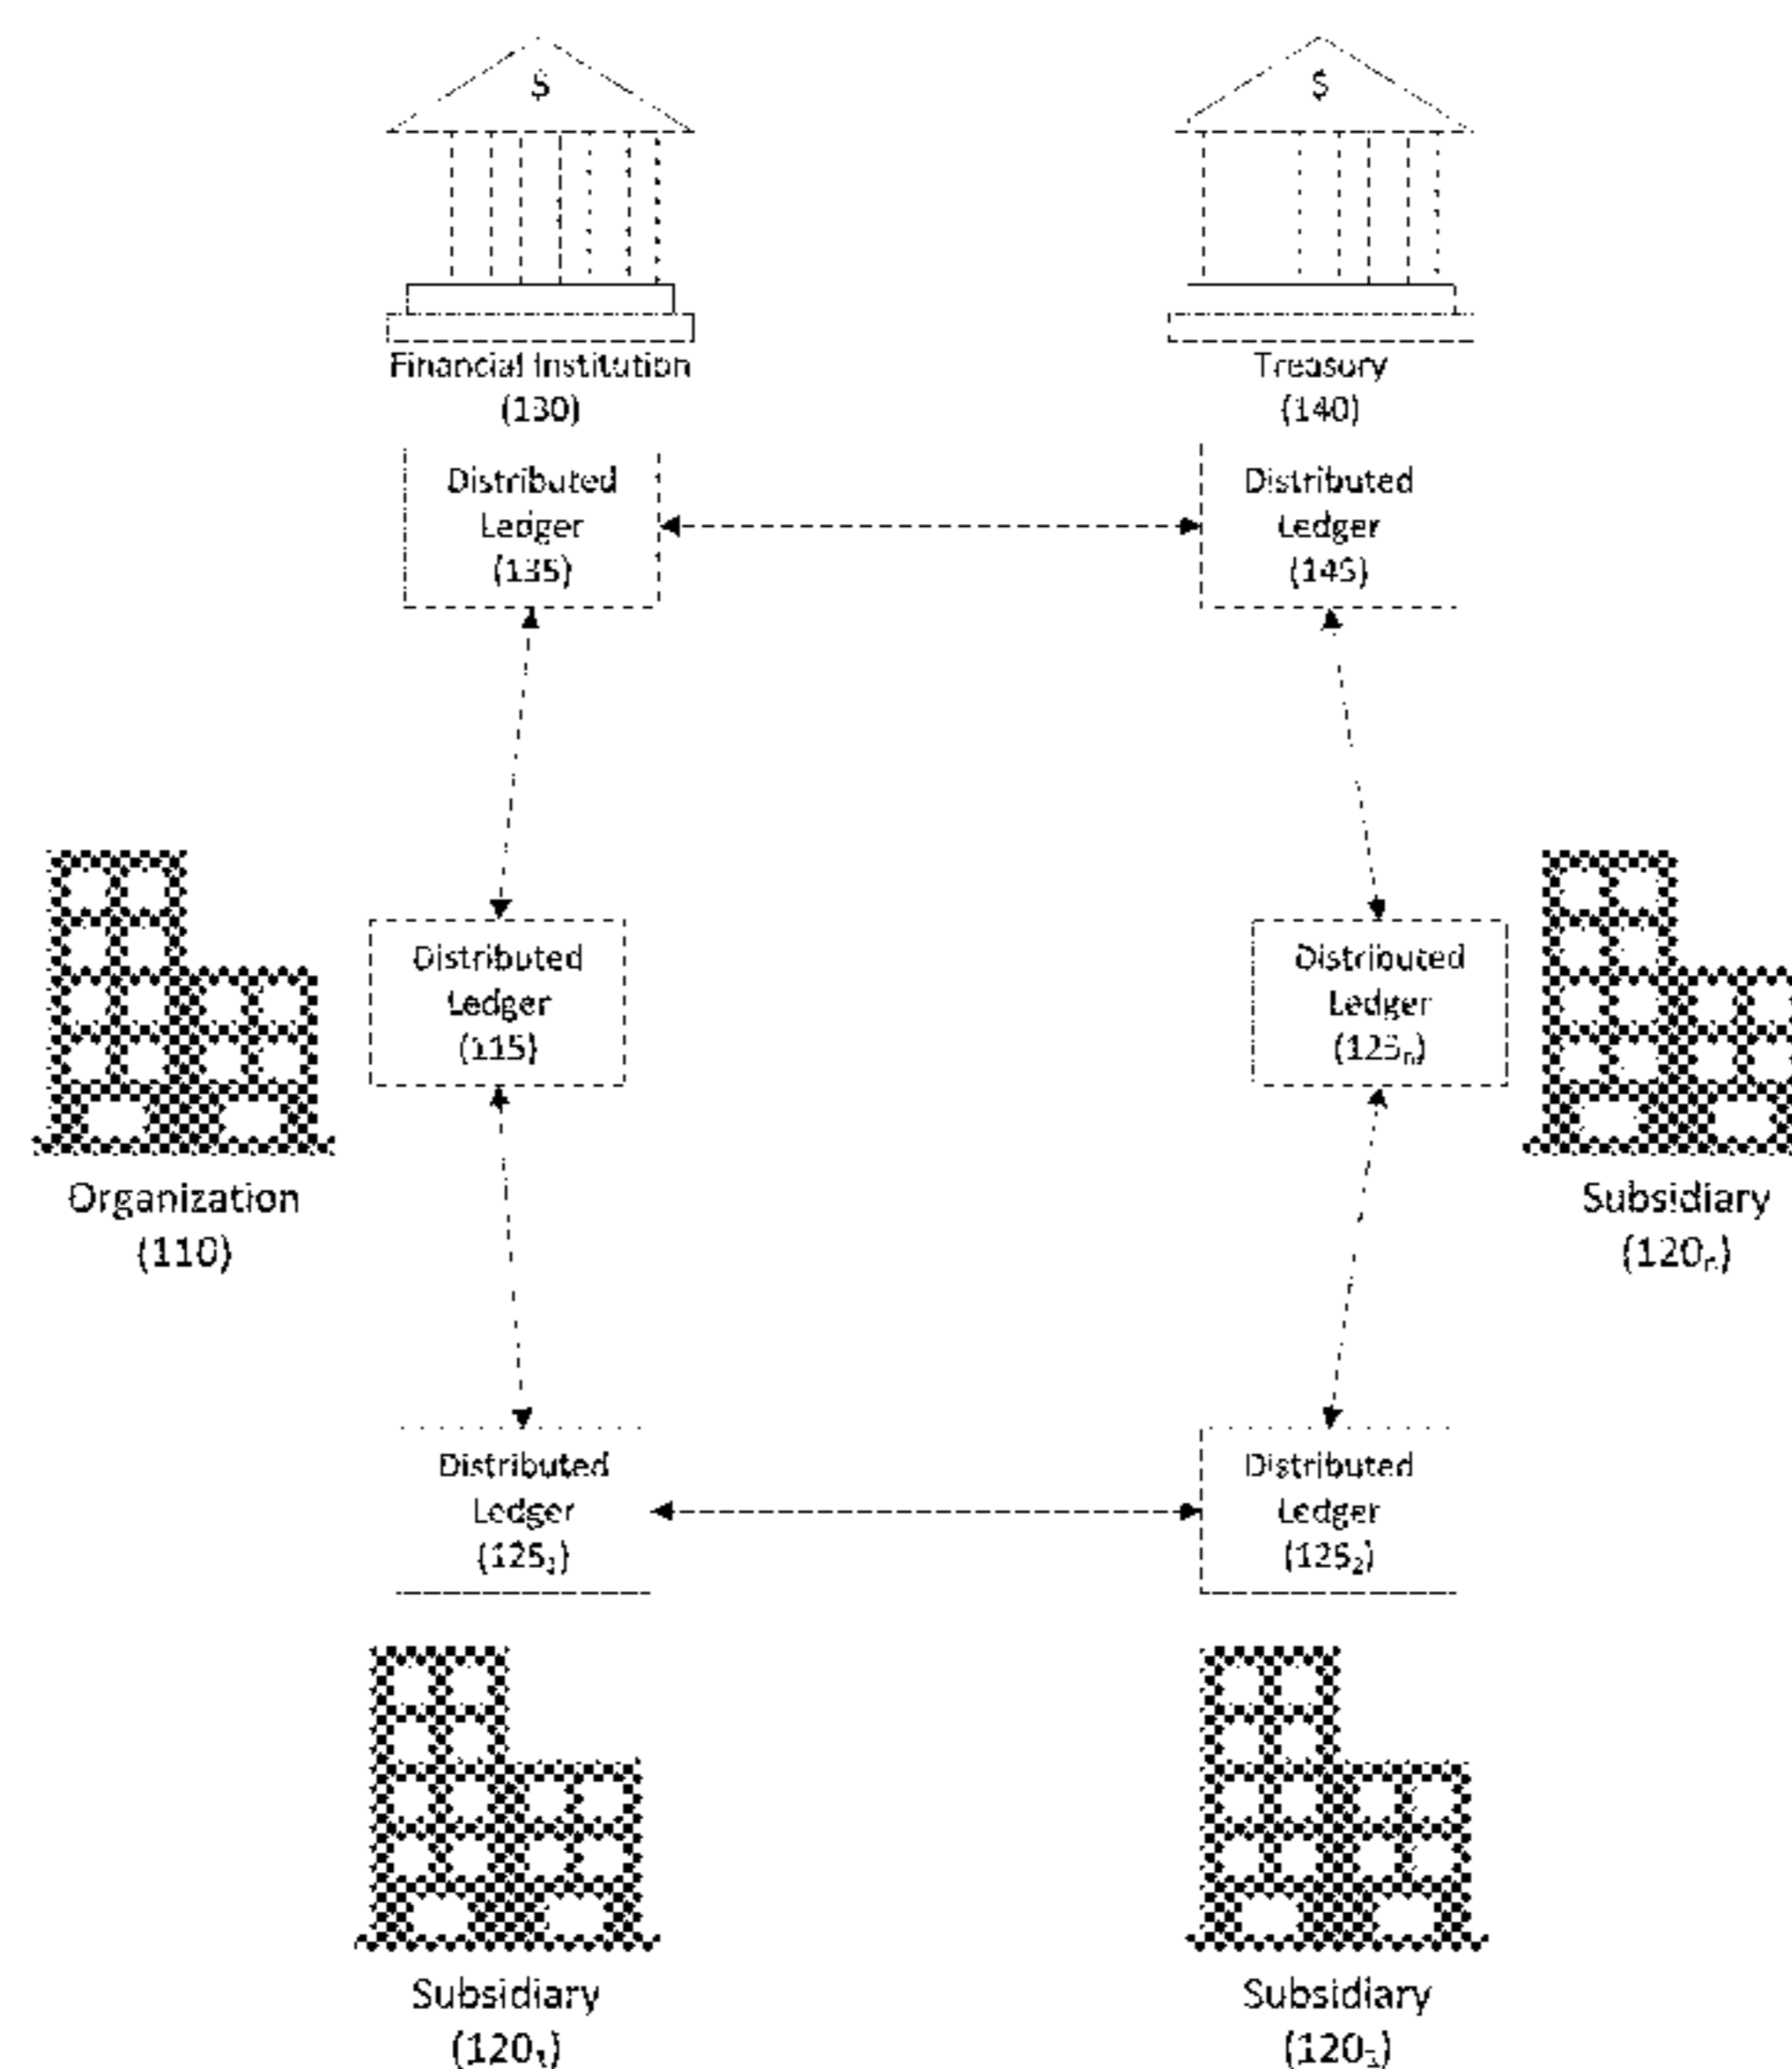 $
$
Financial Institution
(130)
Treasury
(140)
Distributed
Ledger
(135)
Distributed
Ledger
(145)
Distributed
Ledger
(115)
Distributed
Ledger
(125ₙ)
Organization
(110)
Subsidiary
(120ₙ)
Distributed
Ledger
(125₁)
Distributed
Ledger
(125₂)
Subsidiary
(120₁)
Subsidiary
(120₂)